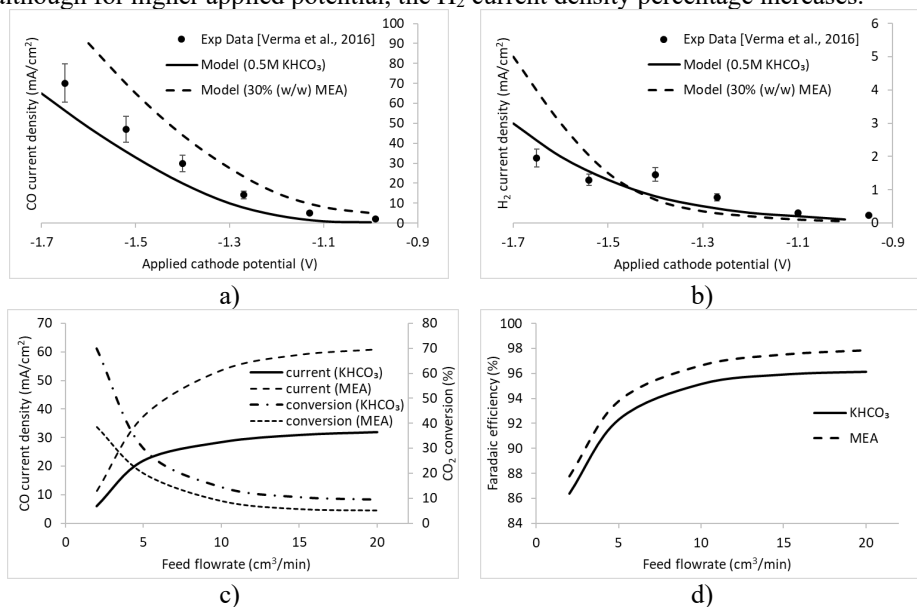 although for higher applied potential, the H₂ current density percentage increases.
CO current density (mA/cm²)
Exp Data [Verma et al., 2016]
Model (0.5M KHCO₃)
Model (30% (w/w) MEA)
100
90
80
70
60
50
40
30
20
10
0
-1.7 -1.5 -1.3 -1.1 -0.9
Applied cathode potential (V)
a)
H₂ current density (mA/cm²)
Exp Data [Verma et al., 2016]
Model (0.5M KHCO₃)
Model (30% (w/w) MEA)
6
5
4
3
2
1
0
-1.7 -1.5 -1.3 -1.1 -0.9
Applied cathode potential (V)
b)
CO current density (mA/cm²)
70
60
50
40
30
20
10
0
current (KHCO₃)
current (MEA)
conversion (KHCO₃)
conversion (MEA)
80
70
60
50
40
30
20
10
0
CO₂ conversion (%)
0 5 10 15 20
Feed flowrate (cm³/min)
c)
Faradaic efficiency (%)
100
98
96
94
92
90
88
86
84
KHCO₃
MEA
0 5 10 15 20
Feed flowrate (cm³/min)
d)